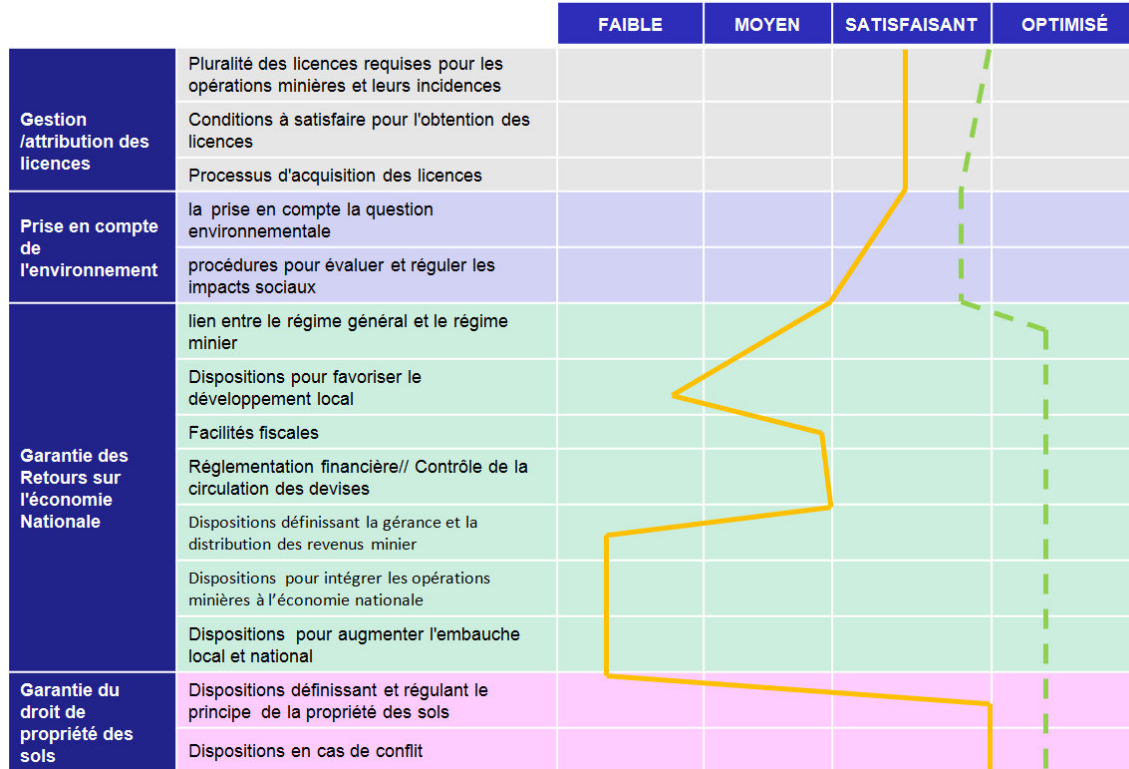 FAIBLE MOYEN SATISFAISANT OPTIMISÉ
Gestion
/attribution des
licences
Pluralité des licences requises pour les
opérations minières et leurs incidences
Conditions à satisfaire pour l'obtention des
licences
Processus d'acquisition des licences
Prise en compte
de
l'environnement
la prise en compte la question
environnementale
procédures pour évaluer et réguler les
impacts sociaux
Garantie des
Retours sur
l'économie
Nationale
lien entre le régime général et le régime
minier
Dispositions pour favoriser le
développement local
Facilités fiscales
Réglementation financière// Contrôle de la
circulation des devises
Dispositions définissant la gérance et la
distribution des revenus minier
Dispositions pour intégrer les opérations
minières à l’économie nationale
Dispositions pour augmenter l'embauche
local et national
Garantie du
droit de
propriété des
sols
Dispositions définissant et régulant le
principe de la propriété des sols
Dispositions en cas de conflit